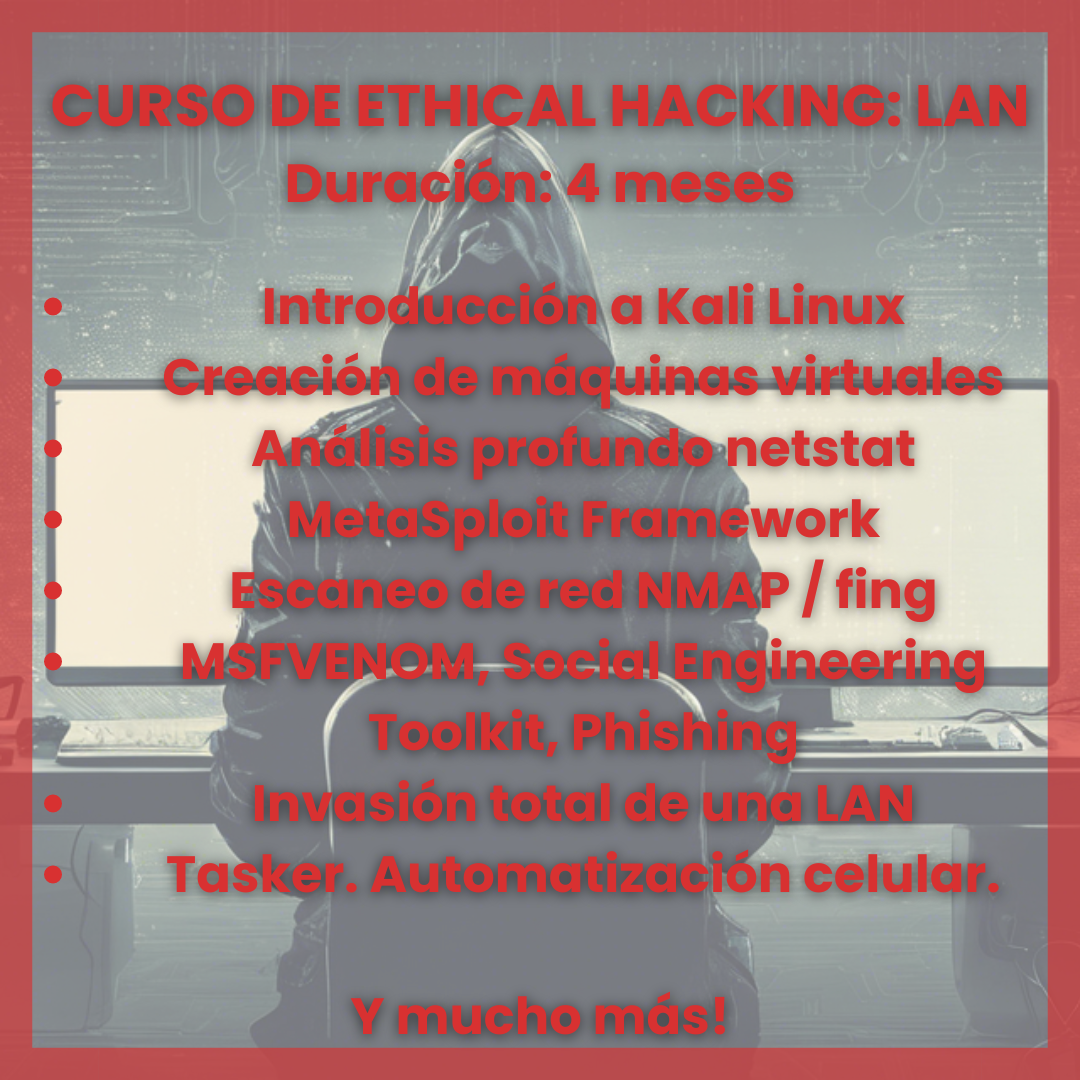 CURSO DE ETHICAL HACKING: LAN
Duración: 4 meses
• Introducción a Kali Linux
• Creación de máquinas virtuales
• Análisis profundo netstat
• MetaSploit Framework
• Escaneo de red NMAP / fing
• MSFVENOM, Social Engineering
Toolkit, Phishing
• Invasión total de una LAN
• Tasker. Automatización celular.
Y mucho más!